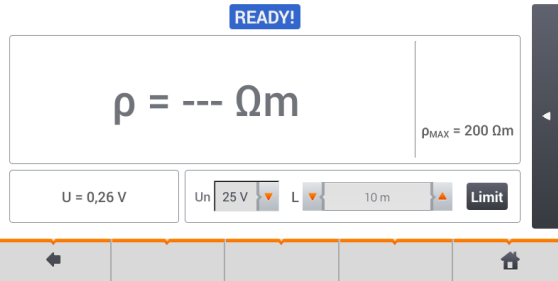 READY!
ρ = --- Ωm
ρMAX = 200 Ωm
U = 0,26 V
Un 25 V L 10 m Limit